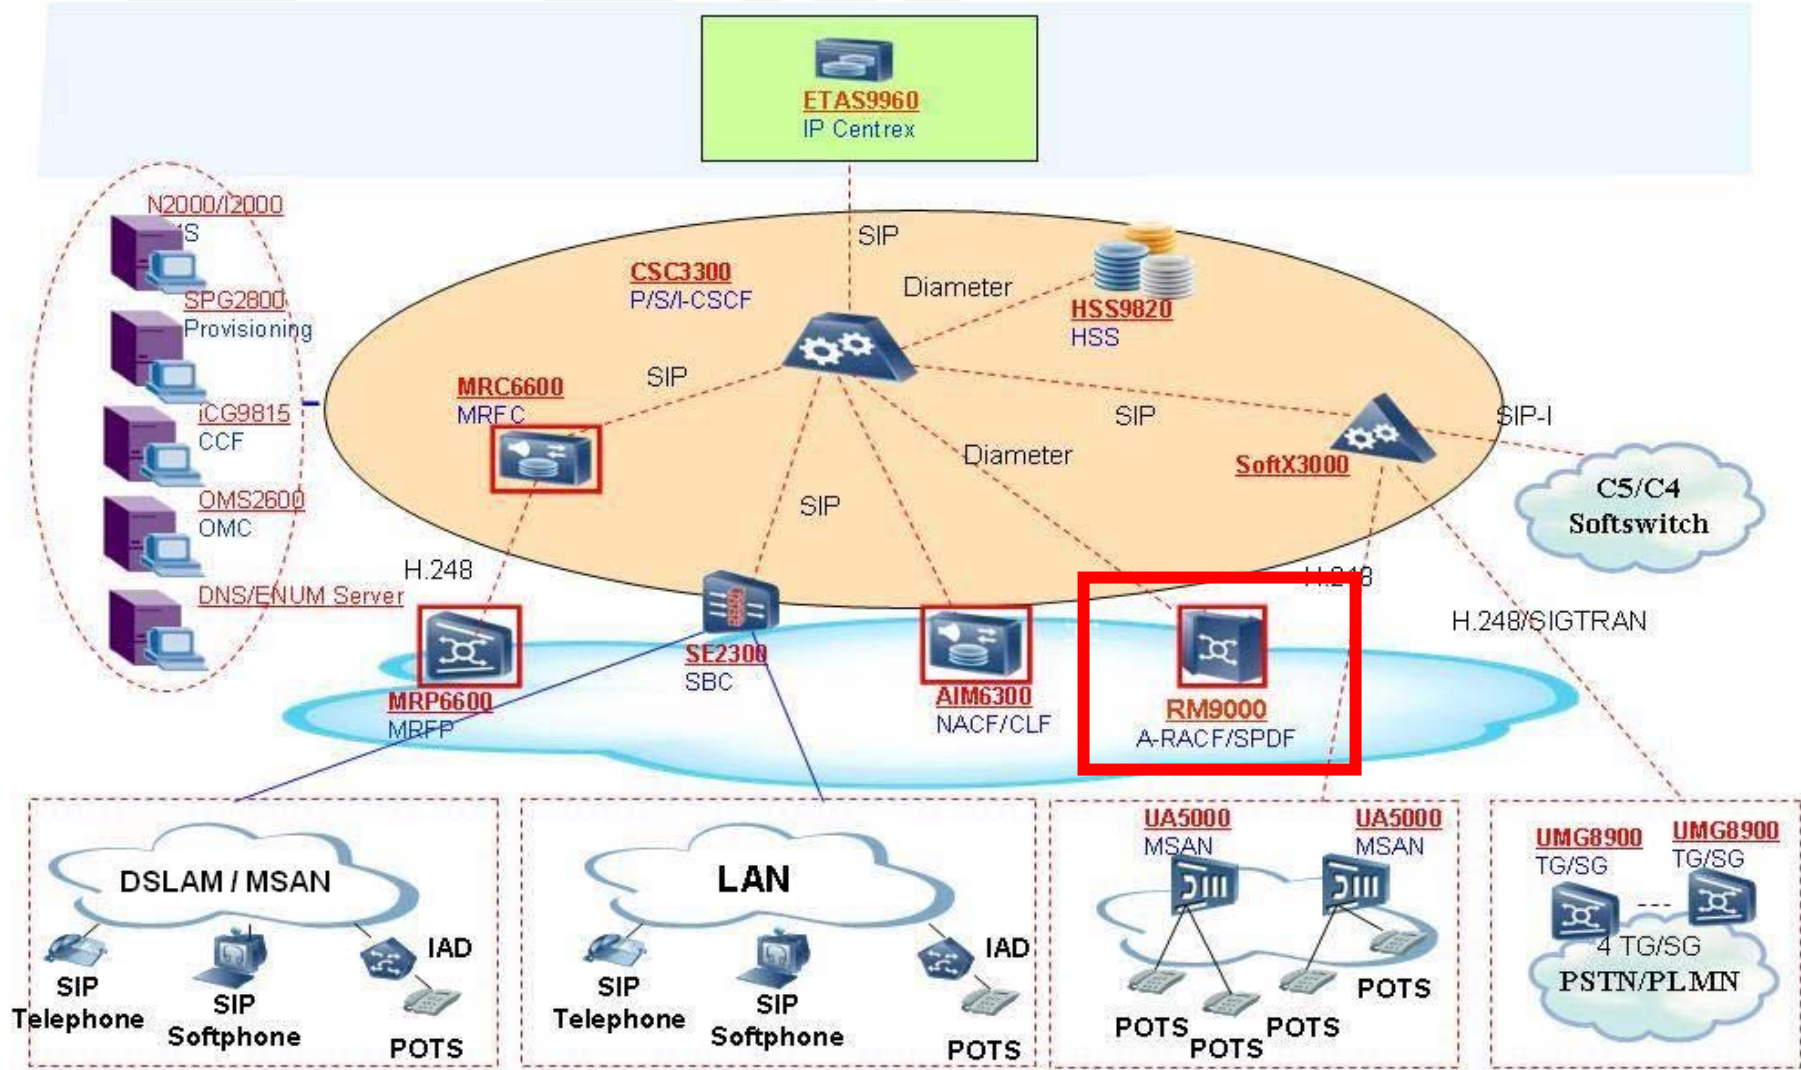 ETAS9960
IP Centrex
N2000/I2000
SPG2800
Provisioning
iCG9815
CCF
OMS2600
OMC
DNS/ENUM Server
SIP
CSC3300
P/S/I-CSCF
Diameter
HSS9820
HSS
MRC6600
MRFC
SIP
SIP
SIP-I
Diameter
SoftX3000
C5/C4
Softswitch
SIP
H.248
H.248
H.248/SIGTRAN
SE2300
SBC
MRP6600
MRFP
AIM6300
NACF/CLF
RM9000
A-RACF/SPDF
DSLAM / MSAN
IAD
SIP
Telephone
SIP
Softphone
POTS
LAN
IAD
SIP
Telephone
SIP
Softphone
POTS
UA5000
MSAN
UA5000
MSAN
POTS
POTS
POTS
POTS
UMG8900
TG/SG
UMG8900
TG/SG
----
4 TG/SG
PSTN/PLMN